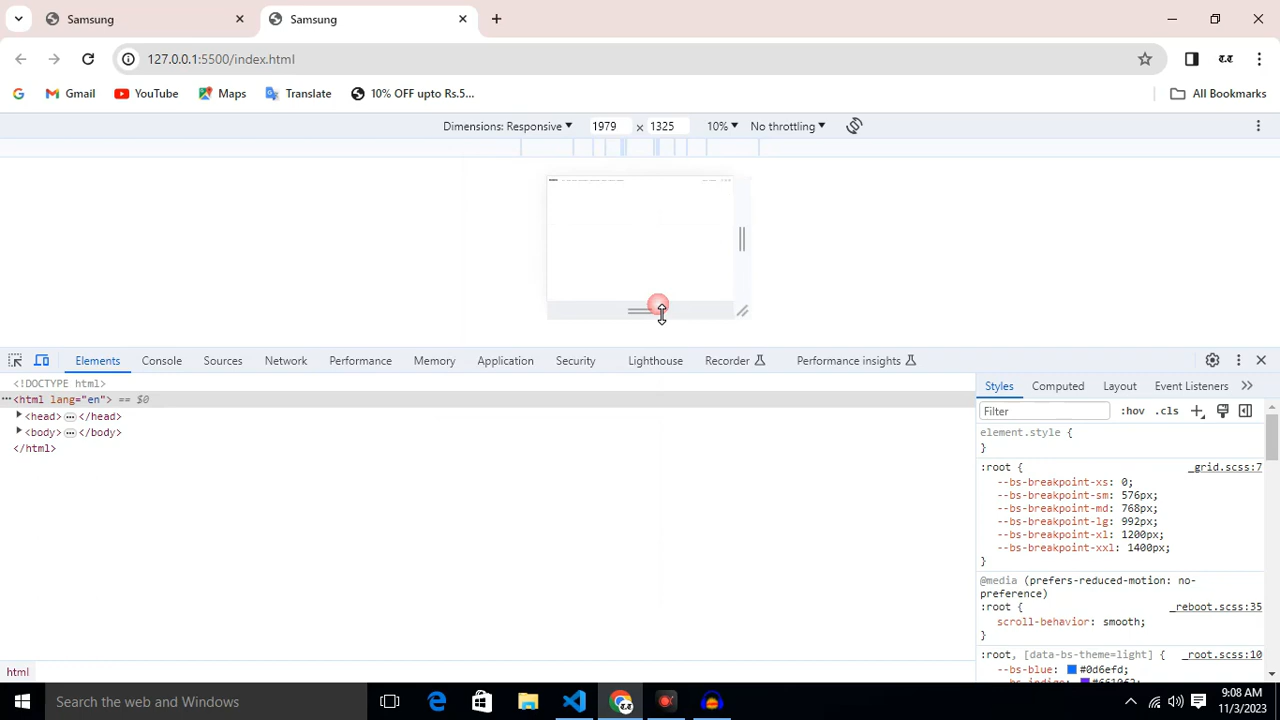 Samsung
Samsung
127.0.0.1:5500/index.html
Gmail
YouTube
Maps
Translate
10% OFF upto Rs.5...
All Bookmarks
Dimensions: Responsive
1979 × 1325
10%
No throttling
Elements
Console
Sources
Network
Performance
Memory
Application
Security
Lighthouse
Recorder
Performance insights
<!DOCTYPE html>
<html lang="en"> == $0
<head> … </head>
<body> … </body>
</html>
html
Styles
Computed
Layout
Event Listeners
Filter
:hov .cls
element.style {
}
:root { _grid.scss:7
--bs-breakpoint-xs: 0;
--bs-breakpoint-sm: 576px;
--bs-breakpoint-md: 768px;
--bs-breakpoint-lg: 992px;
--bs-breakpoint-xl: 1200px;
--bs-breakpoint-xxl: 1400px;
}
@media (prefers-reduced-motion: no-
preference)
:root { _reboot.scss:35
scroll-behavior: smooth;
}
:root, [data-bs-theme=light] { _root.scss:10
--bs-blue: #0d6efd;
--bs-indigo: #6610f2;
Search the web and Windows
9:08 AM
11/3/2023